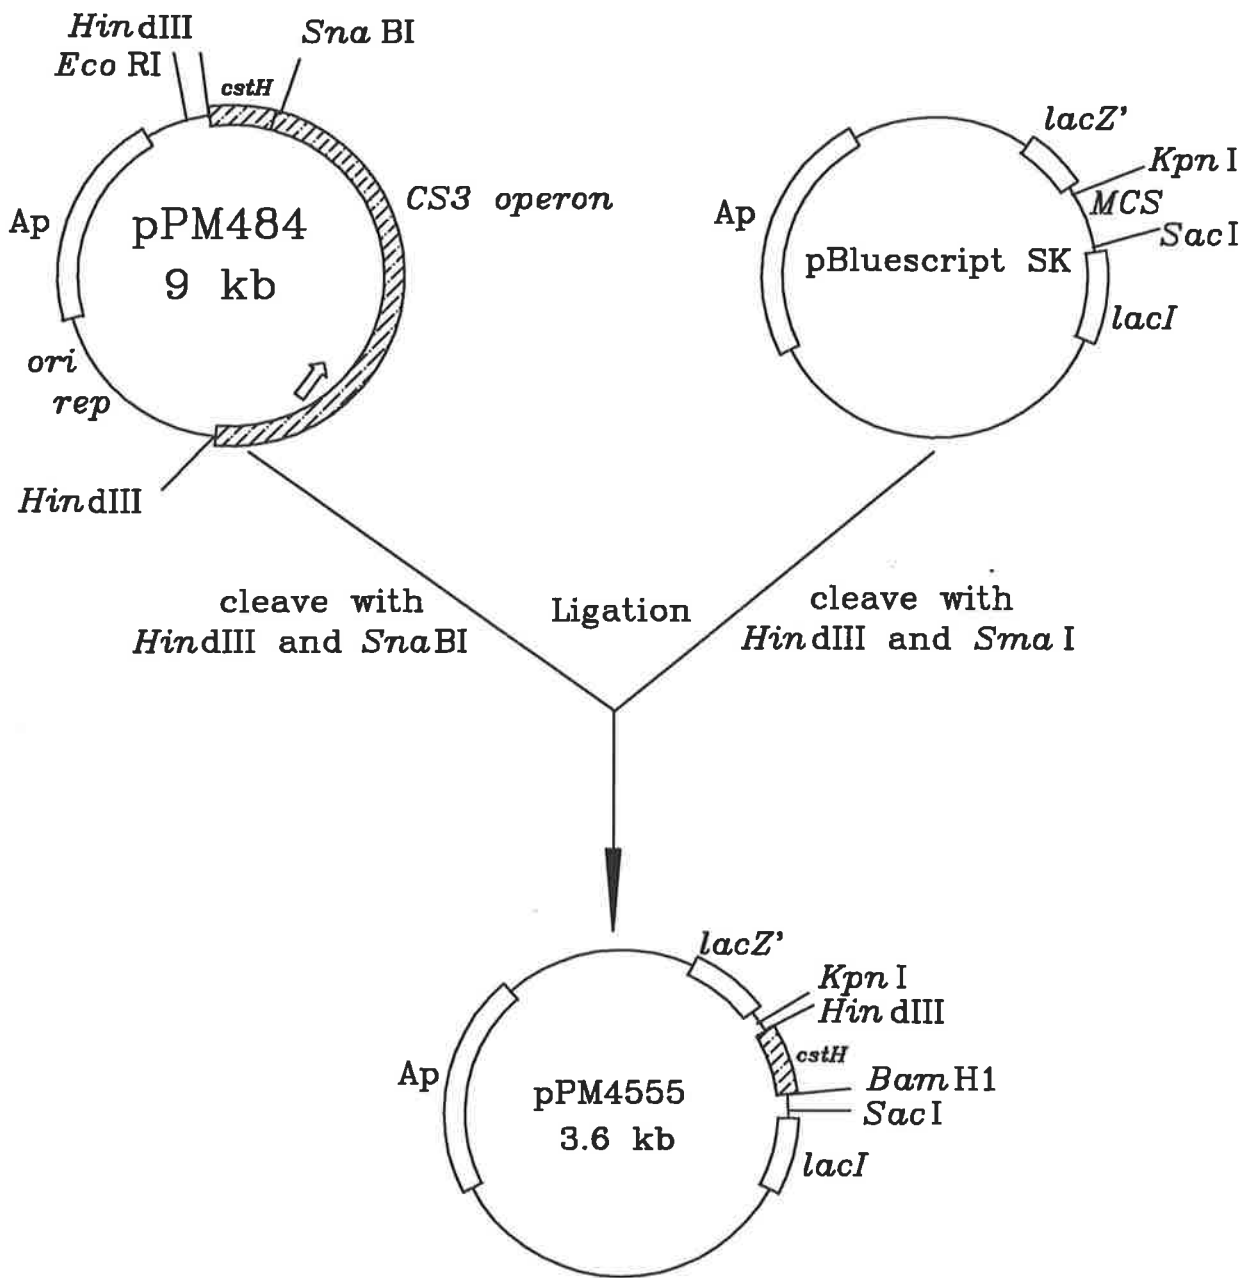 HindIII
EcoRI
SnaBI
cstH
CS3 operon
Ap
pPM484
9 kb
ori
rep
HindIII
lacZ'
KpnI
MCS
SacI
Ap
pBluescript SK
lacI
cleave with
HindIII and SnaBI
Ligation
cleave with
HindIII and SmaI
lacZ'
KpnI
HindIII
cstH
BamH1
SacI
lacI
Ap
pPM4555
3.6 kb